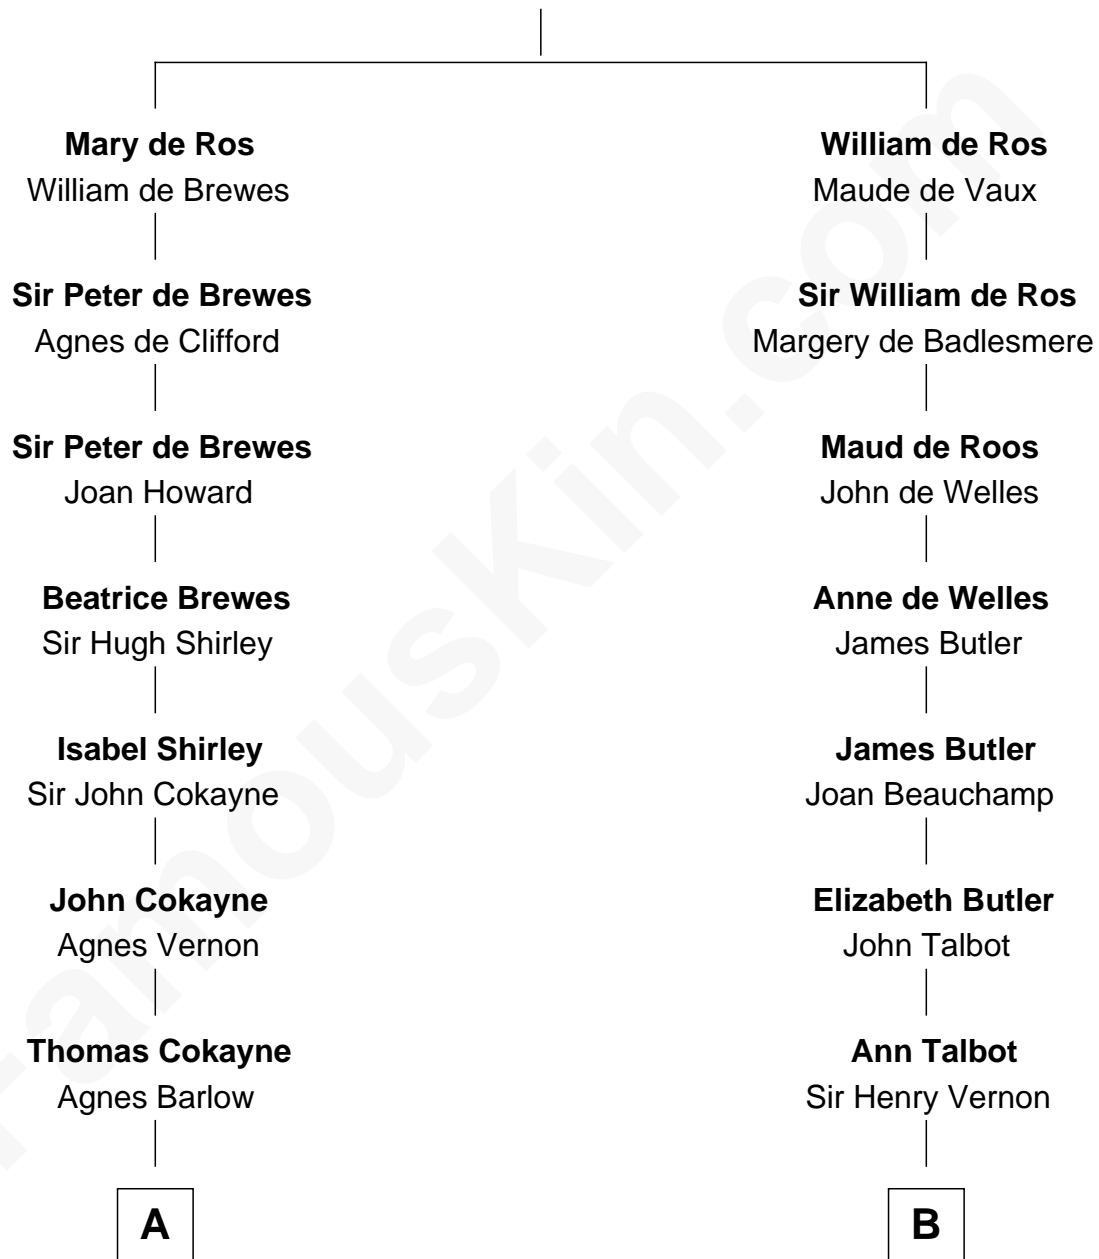 Mary de Ros
William de Brewes
Sir Peter de Brewes
Agnes de Clifford
Sir Peter de Brewes
Joan Howard
Beatrice Brewes
Sir Hugh Shirley
Isabel Shirley
Sir John Cokayne
John Cokayne
Agnes Vernon
Thomas Cokayne
Agnes Barlow
A
William de Ros
Maude de Vaux
Sir William de Ros
Margery de Badlesmere
Maud de Roos
John de Welles
Anne de Welles
James Butler
James Butler
Joan Beauchamp
Elizabeth Butler
John Talbot
Ann Talbot
Sir Henry Vernon
B
FamousKin.com